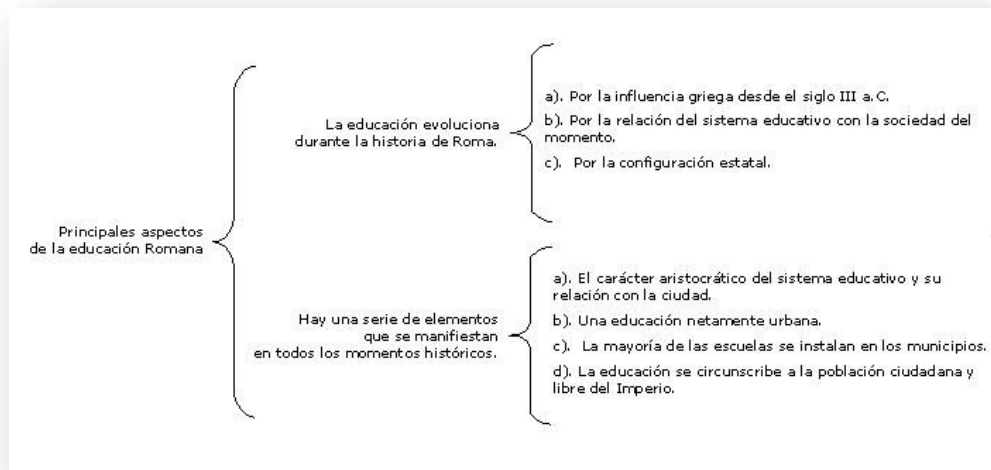 Principales aspectos
de la educación Romana
La educación evoluciona
durante la historia de Roma.
a). Por la influencia griega desde el siglo III a.C.
b). Por la relación del sistema educativo con la sociedad del
momento.
c). Por la configuración estatal.
Hay una serie de elementos
que se manifiestan
en todos los momentos históricos.
a). El carácter aristocrático del sistema educativo y su
relación con la ciudad.
b). Una educación netamente urbana.
c). La mayoría de las escuelas se instalan en los municipios.
d). La educación se circunscribe a la población ciudadana y
libre del Imperio.